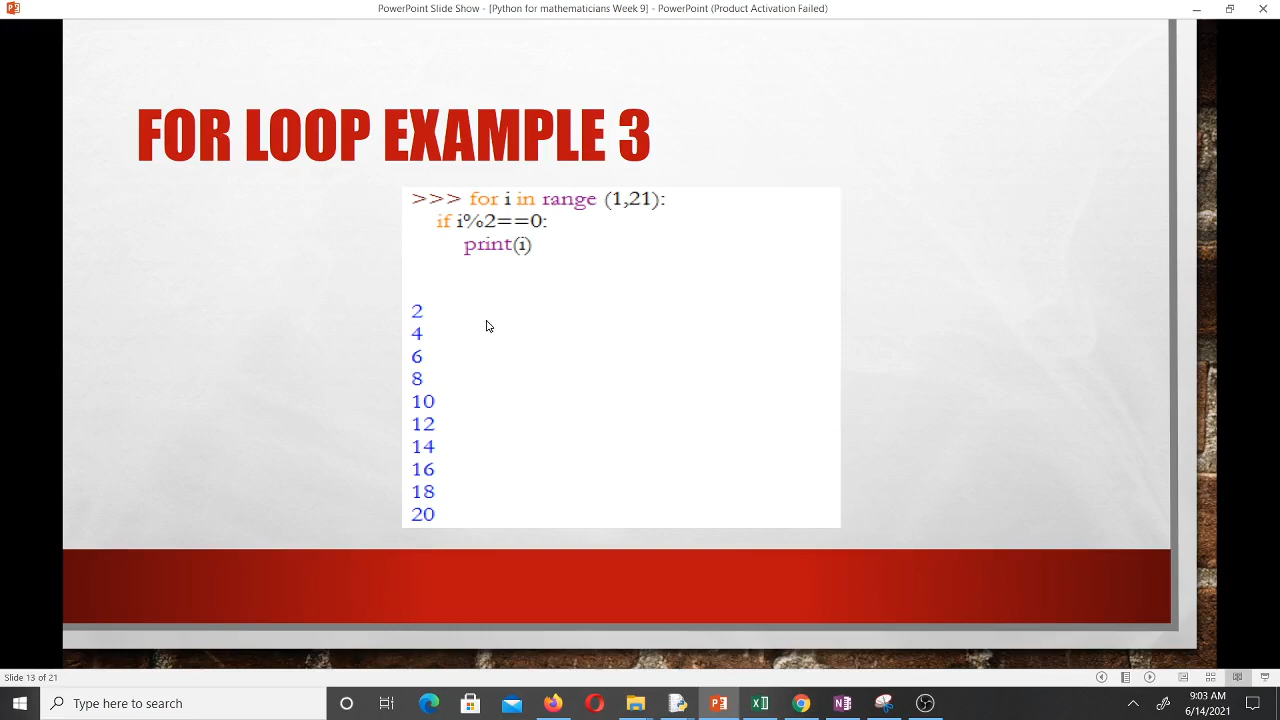 PowerPoint Slide Show - [Python for mathematicians Week 9] - PowerPoint (Product Activation Failed)
FOR LOOP EXAMPLE 3
>>> for i in range (1,21):
if i%2==0:
print(i)
2
4
6
8
10
12
14
16
18
20
Slide 13 of 21
Type here to search
9:03 AM
6/14/2021